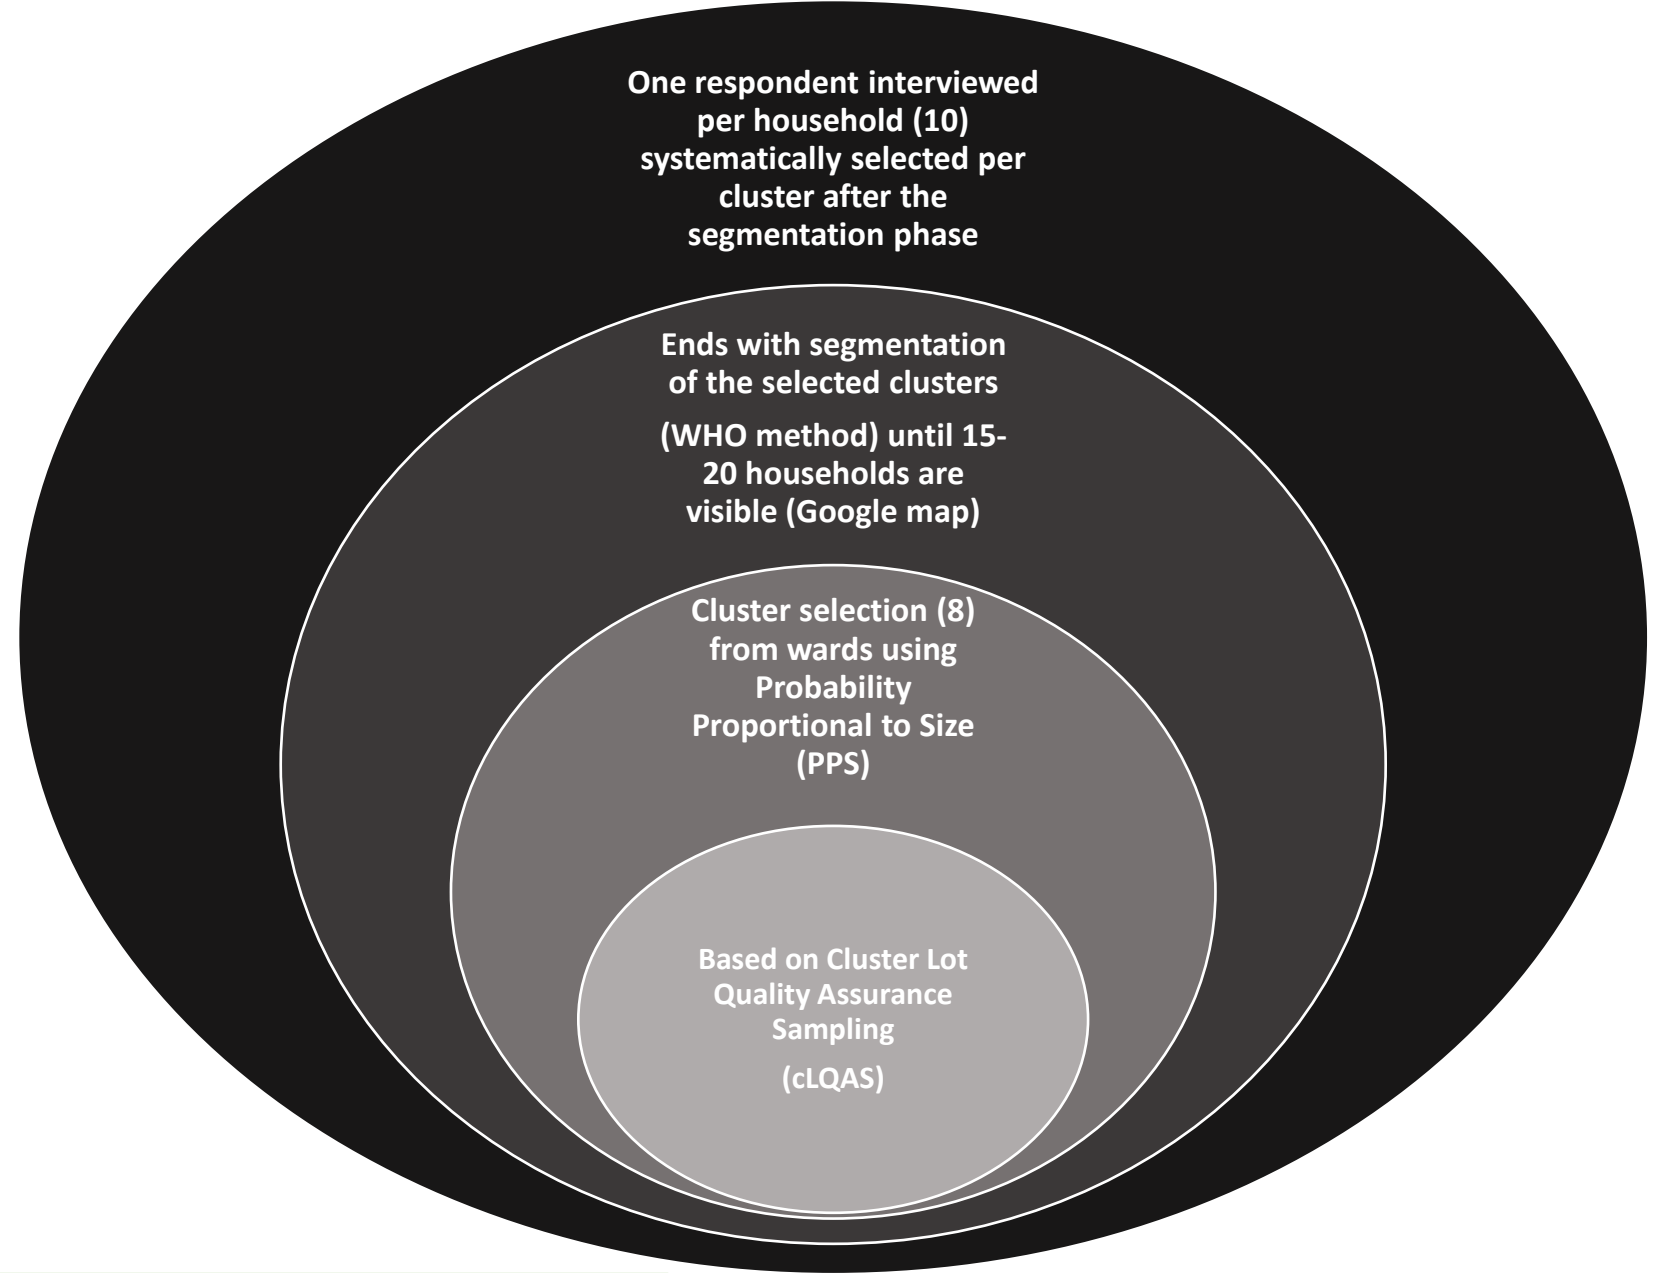 One respondent interviewed
per household (10)
systematically selected per
cluster after the
segmentation phase
Ends with segmentation
of the selected clusters
(WHO method) until 15-
20 households are
visible (Google map)
Cluster selection (8)
from wards using
Probability
Proportional to Size
(PPS)
Based on Cluster Lot
Quality Assurance
Sampling
(cLQAS)